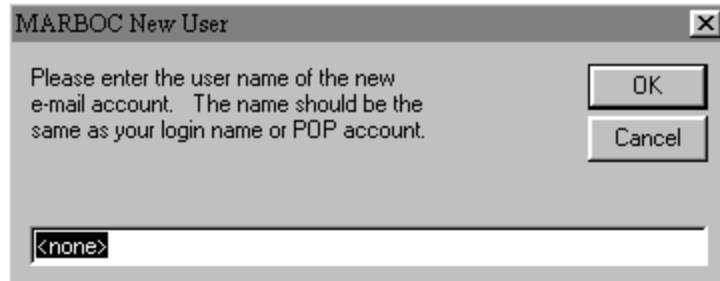 MARBOC New User
Please enter the user name of the new
e-mail account. The name should be the
same as your login name or POP account.
OK
Cancel
<none>